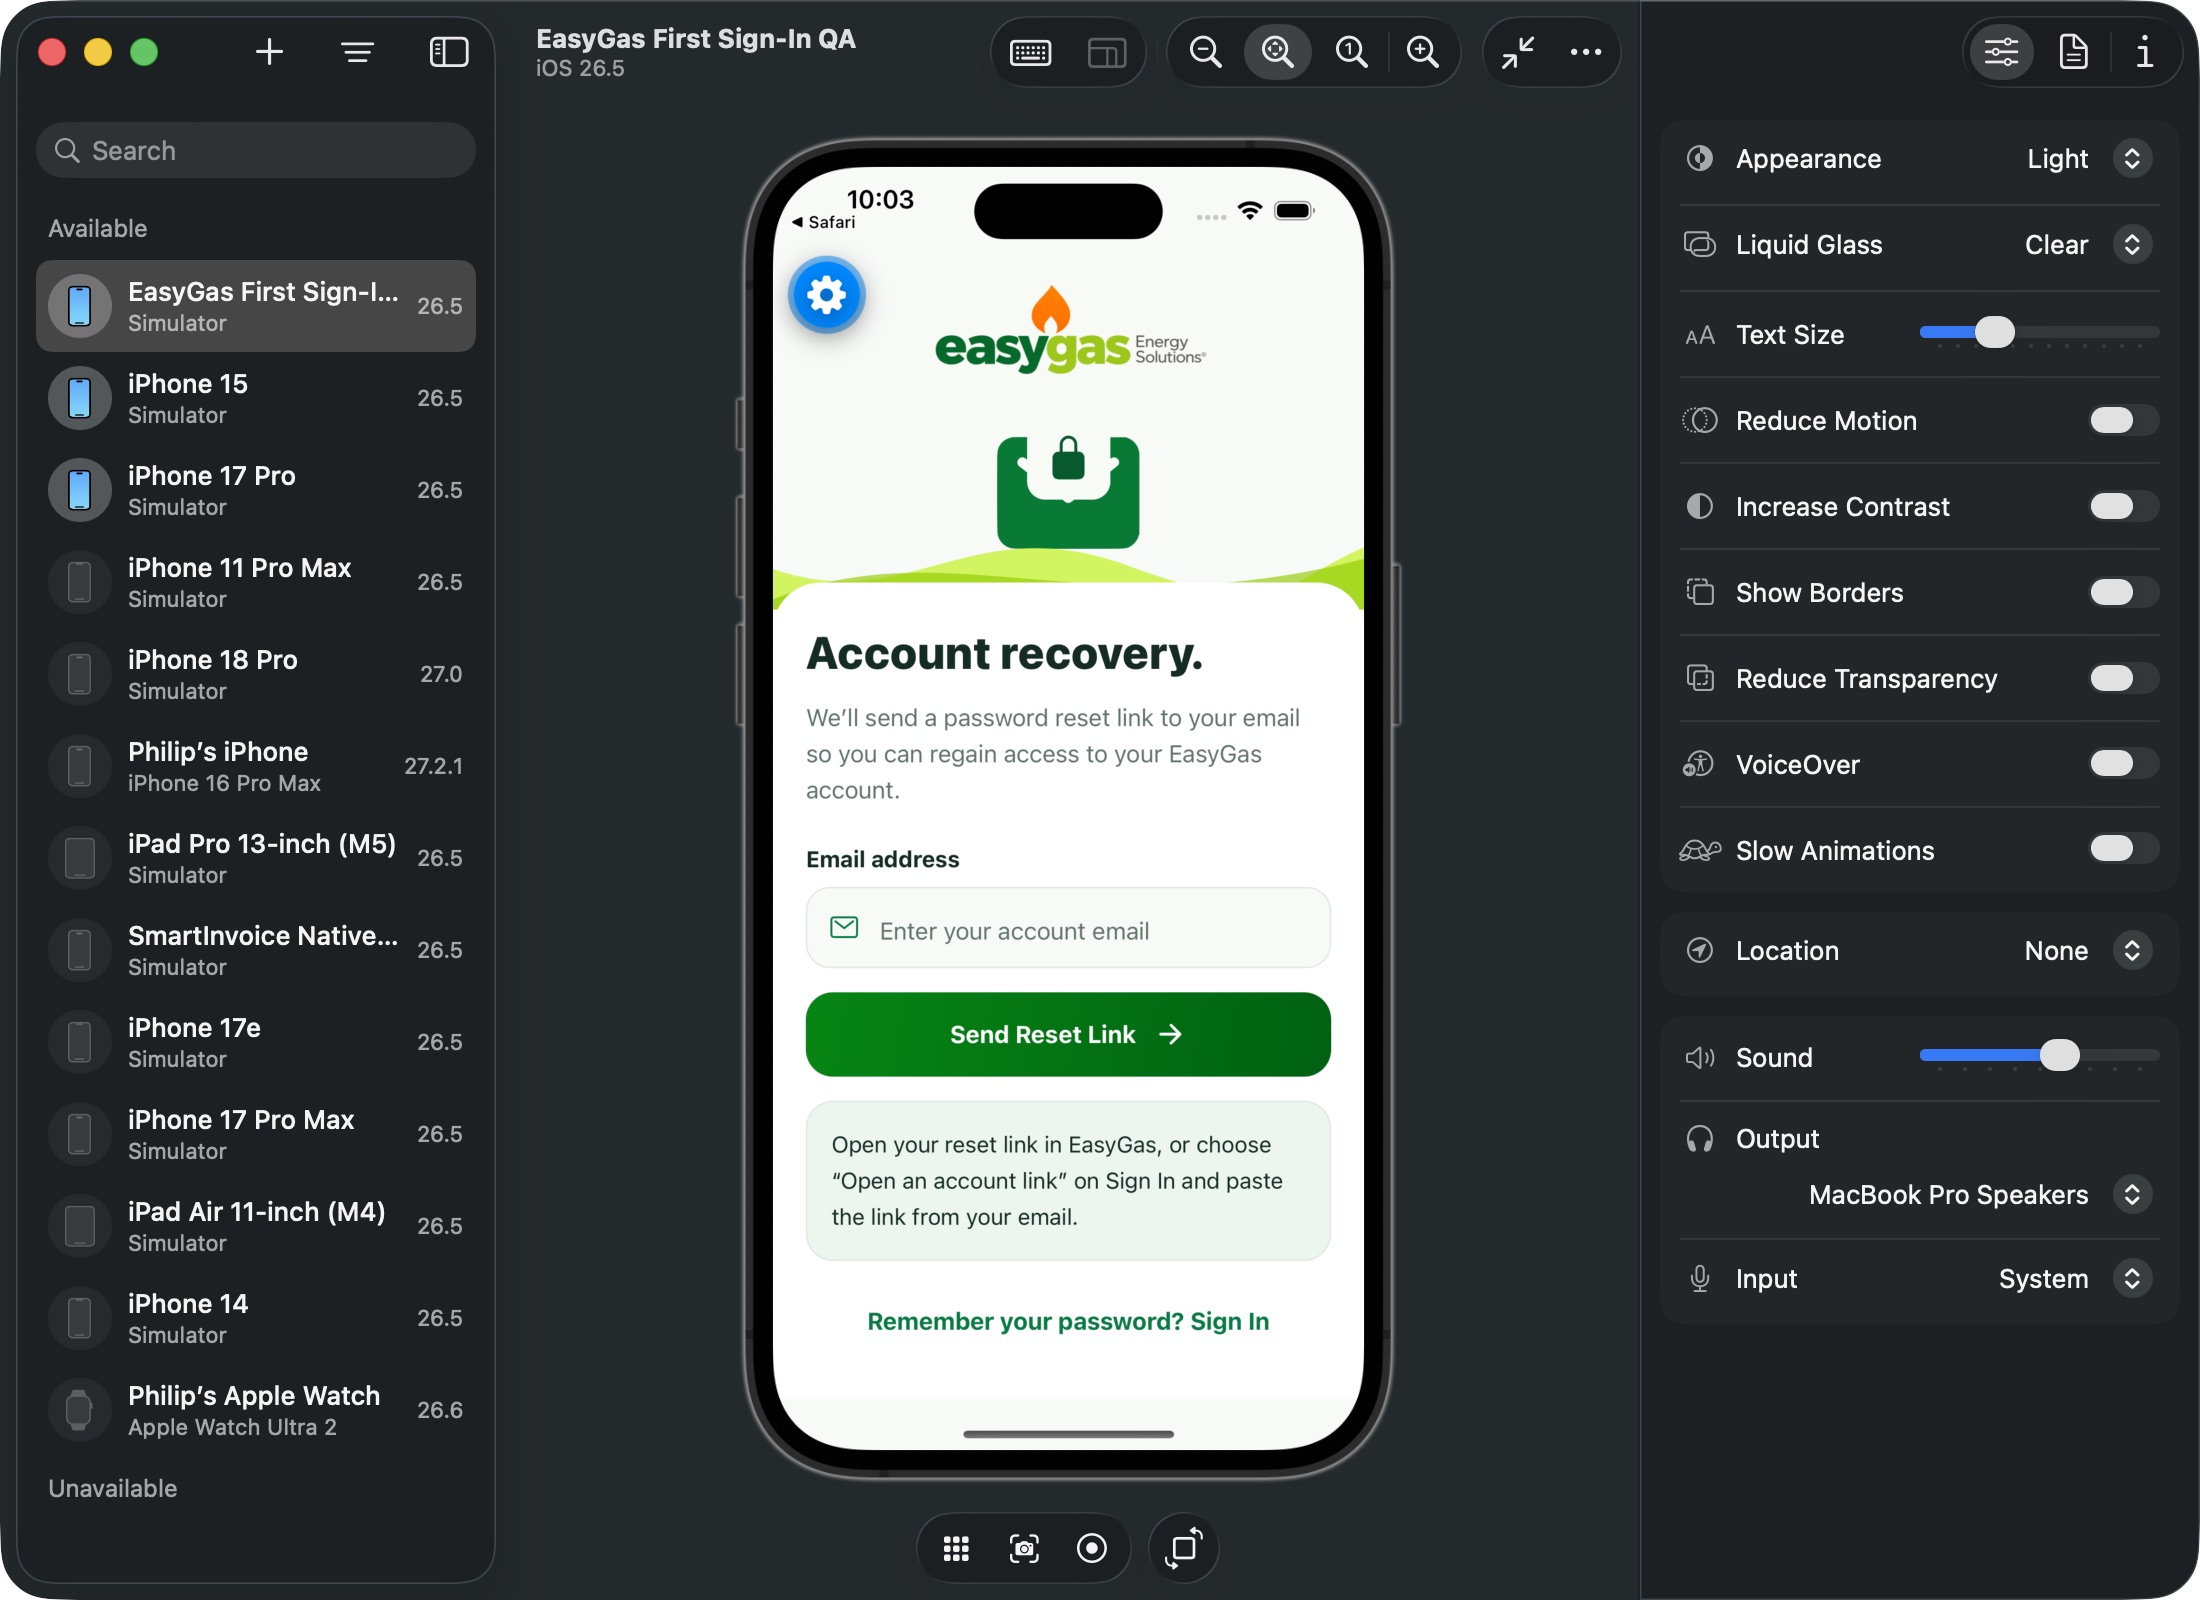 EasyGas First Sign-In QA
iOS 26.5
Search
Available
EasyGas First Sign-I...
Simulator
26.5
iPhone 15
Simulator
26.5
iPhone 17 Pro
Simulator
26.5
iPhone 11 Pro Max
Simulator
26.5
iPhone 18 Pro
Simulator
27.0
Philip’s iPhone
iPhone 16 Pro Max
27.2.1
iPad Pro 13-inch (M5)
Simulator
26.5
SmartInvoice Native...
Simulator
26.5
iPhone 17e
Simulator
26.5
iPhone 17 Pro Max
Simulator
26.5
iPad Air 11-inch (M4)
Simulator
26.5
iPhone 14
Simulator
26.5
Philip’s Apple Watch
Apple Watch Ultra 2
26.6
Unavailable
10:03
◀ Safari
easygas Energy Solutions®
Account recovery.
We’ll send a password reset link to your email
so you can regain access to your EasyGas
account.
Email address
Enter your account email
Send Reset Link →
Open your reset link in EasyGas, or choose
“Open an account link” on Sign In and paste
the link from your email.
Remember your password? Sign In
Appearance Light
Liquid Glass Clear
AA Text Size
Reduce Motion
Increase Contrast
Show Borders
Reduce Transparency
VoiceOver
Slow Animations
Location None
Sound
Output
MacBook Pro Speakers
Input System